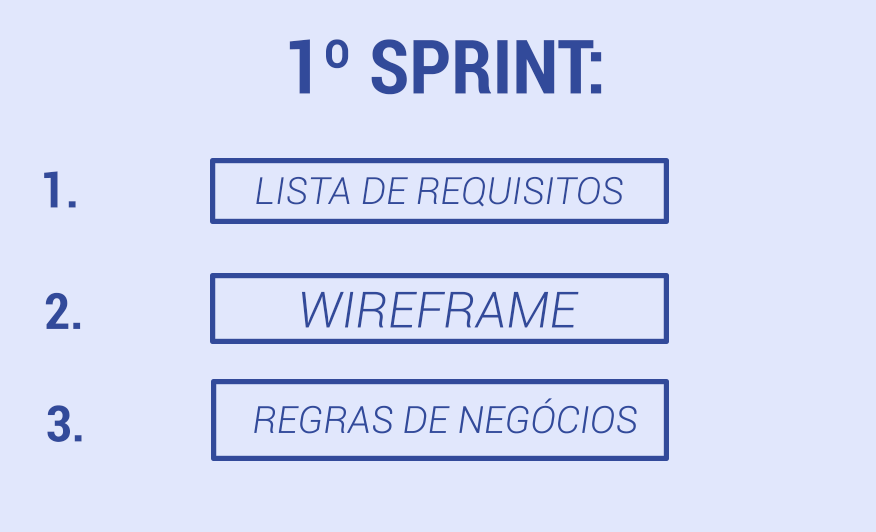 1º SPRINT:
1. LISTA DE REQUISITOS
2. WIREFRAME
3. REGRAS DE NEGÓCIOS